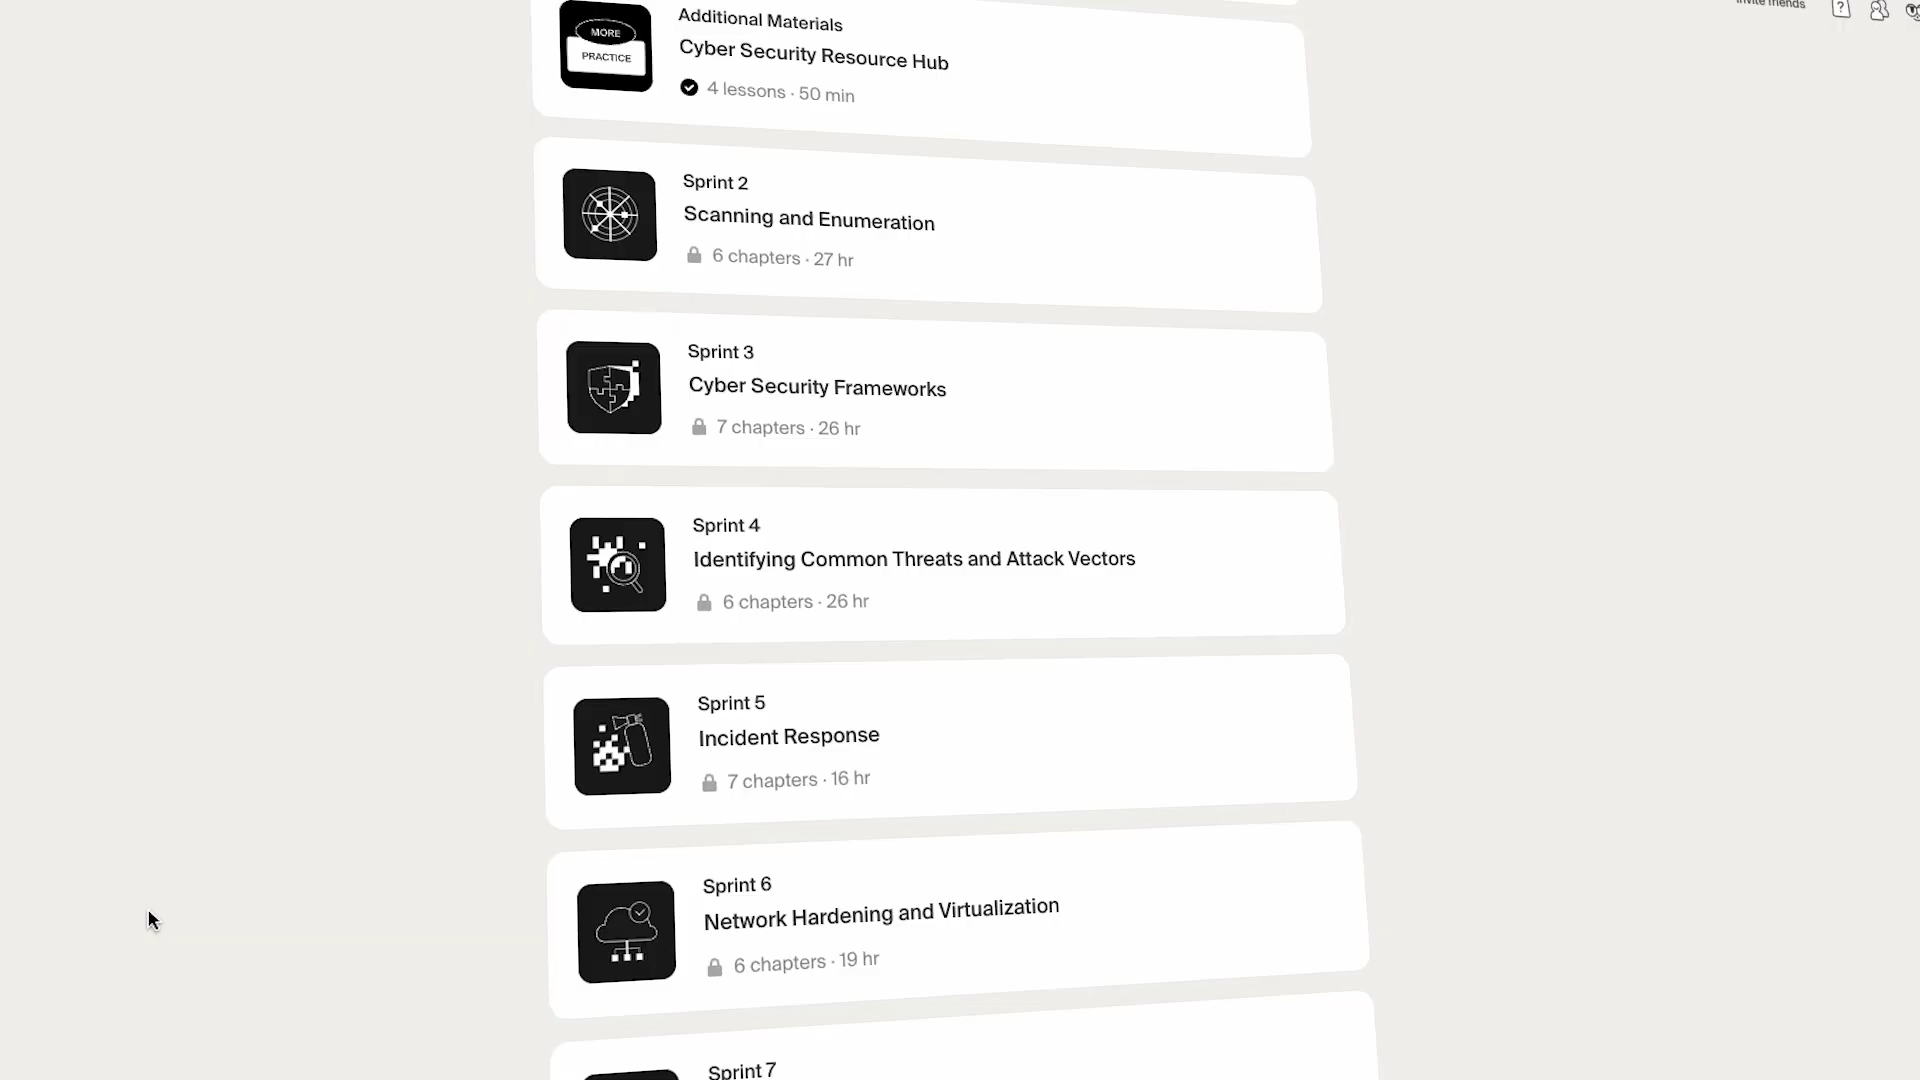 Invite friends
Additional Materials
MORE
PRACTICE
Cyber Security Resource Hub
4 lessons · 50 min
Sprint 2
Scanning and Enumeration
6 chapters · 27 hr
Sprint 3
Cyber Security Frameworks
7 chapters · 26 hr
Sprint 4
Identifying Common Threats and Attack Vectors
6 chapters · 26 hr
Sprint 5
Incident Response
7 chapters · 16 hr
Sprint 6
Network Hardening and Virtualization
6 chapters · 19 hr
Sprint 7